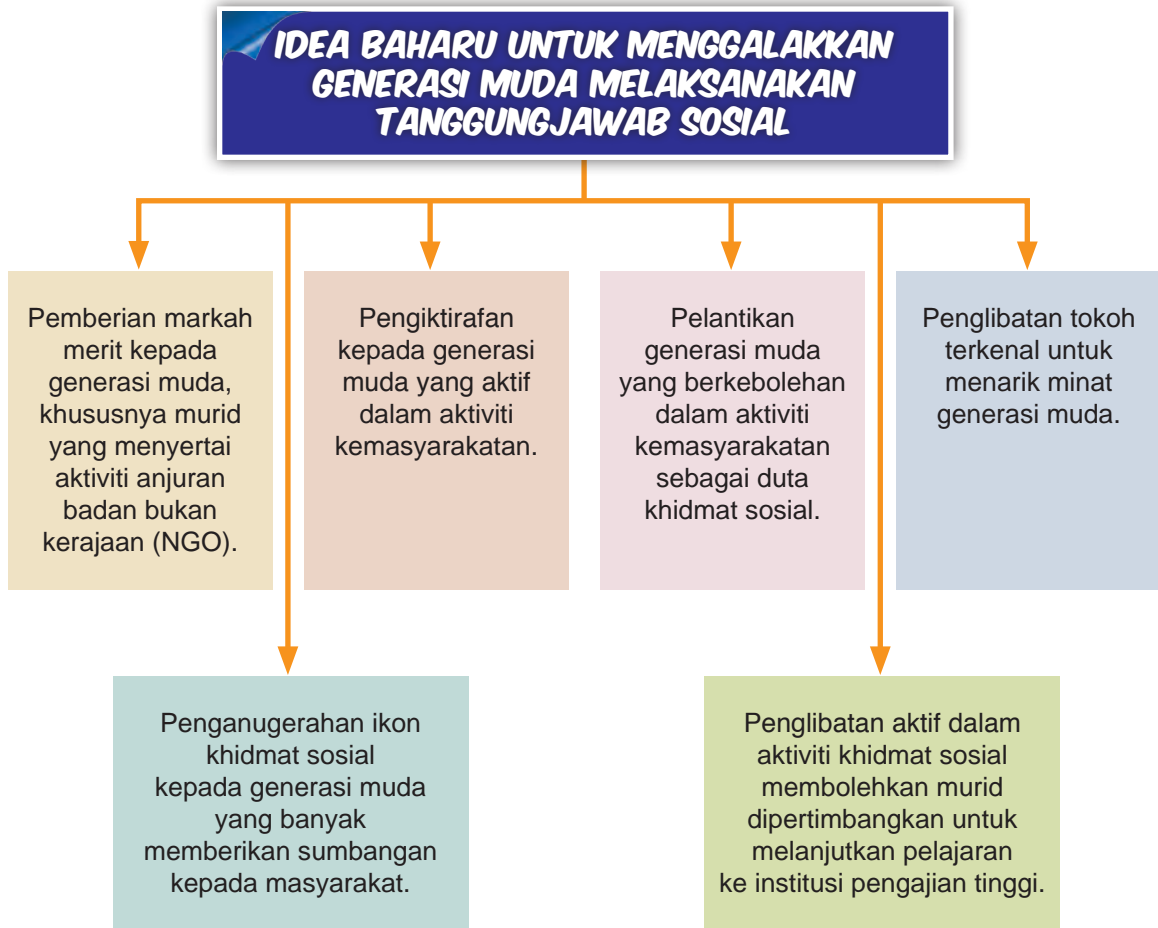 IDEA BAHARU UNTUK MENGGALAKKAN
GENERASI MUDA MELAKSANAKAN
TANGGUNGJAWAB SOSIAL
Pemberian markah
merit kepada
generasi muda,
khususnya murid
yang menyertai
aktiviti anjuran
badan bukan
kerajaan (NGO).
Pengiktirafan
kepada generasi
muda yang aktif
dalam aktiviti
kemasyarakatan.
Pelantikan
generasi muda
yang berkebolehan
dalam aktiviti
kemasyarakatan
sebagai duta
khidmat sosial.
Penglibatan tokoh
terkenal untuk
menarik minat
generasi muda.
Penganugerahan ikon
khidmat sosial
kepada generasi muda
yang banyak
memberikan sumbangan
kepada masyarakat.
Penglibatan aktif dalam
aktiviti khidmat sosial
membolehkan murid
dipertimbangkan untuk
melanjutkan pelajaran
ke institusi pengajian tinggi.